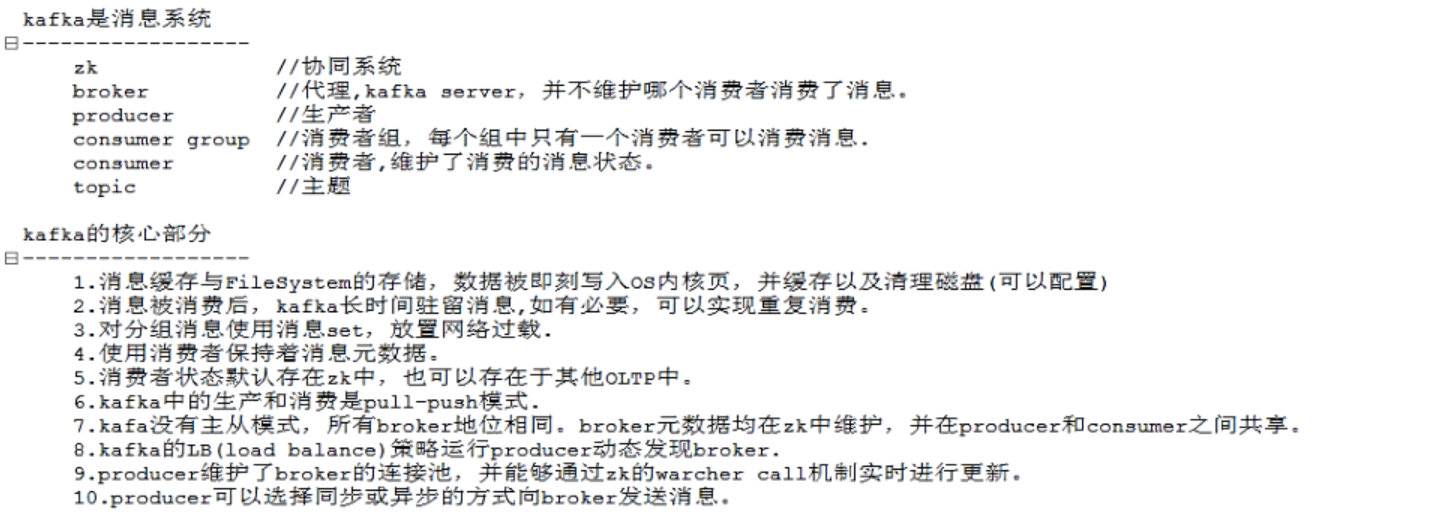 kafka是消息系统
------------------
zk //协同系统
broker //代理,kafka server，并不维护哪个消费者消费了消息。
producer //生产者
consumer group //消费者组，每个组中只有一个消费者可以消费消息.
consumer //消费者,维护了消费的消息状态。
topic //主题
kafka的核心部分
------------------
1.消息缓存与FileSystem的存储，数据被即刻写入OS内核页，并缓存以及清理磁盘(可以配置)
2.消息被消费后，kafka长时间驻留消息,如有必要，可以实现重复消费。
3.对分组消息使用消息set，放置网络过载.
4.使用消费者保持着消息元数据。
5.消费者状态默认存在zk中，也可以存在于其他OLTP中。
6.kafka中的生产和消费是pull-push模式.
7.kafa没有主从模式，所有broker地位相同。broker元数据均在zk中维护，并在producer和consumer之间共享。
8.kafka的LB(load balance)策略运行producer动态发现broker.
9.producer维护了broker的连接池，并能够通过zk的warcher call机制实时进行更新。
10.producer可以选择同步或异步的方式向broker发送消息。